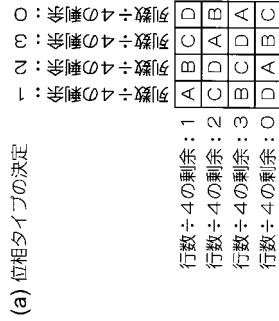 (a) 位相タイプの決定
列数÷4の剰余：1
列数÷4の剰余：2
列数÷4の剰余：3
列数÷4の剰余：0
行数÷4の剰余：1 A B C D
行数÷4の剰余：2 C D A B
行数÷4の剰余：3 B C D A
行数÷4の剰余：0 D A B C